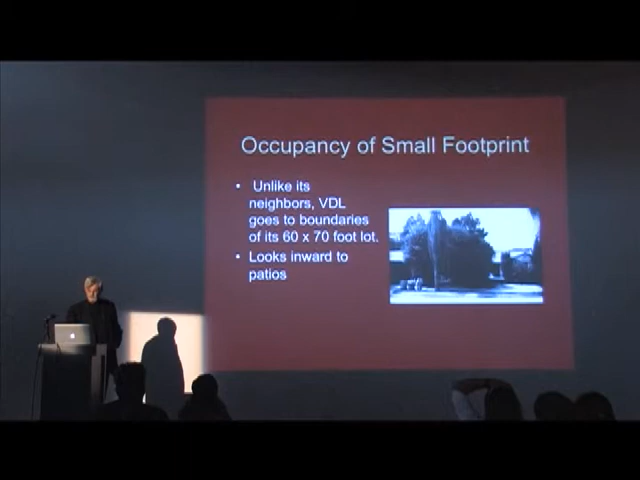 Occupancy of Small Footprint
• Unlike its
neighbors, VDL
goes to boundaries
of its 60 x 70 foot lot.
• Looks inward to
patios